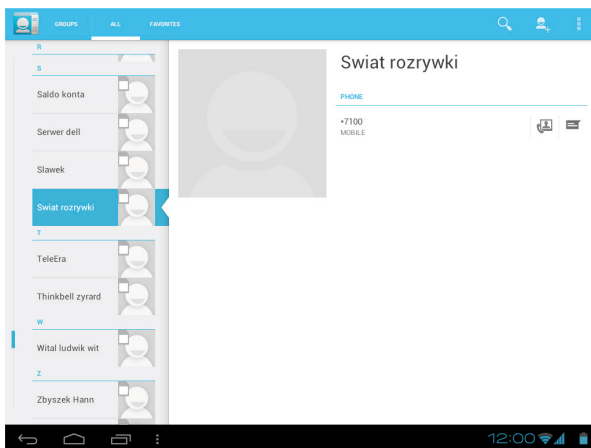 GROUPS ALL FAVORITES
R
S
Saldo konta
Serwer dell
Slawek
Swiat rozrywki
T
TeleEra
Thinkbell zyrard
W
Wital ludwik wit
Z
Zbyszek Hann
Swiat rozrywki
PHONE
*7100
MOBILE
12:00